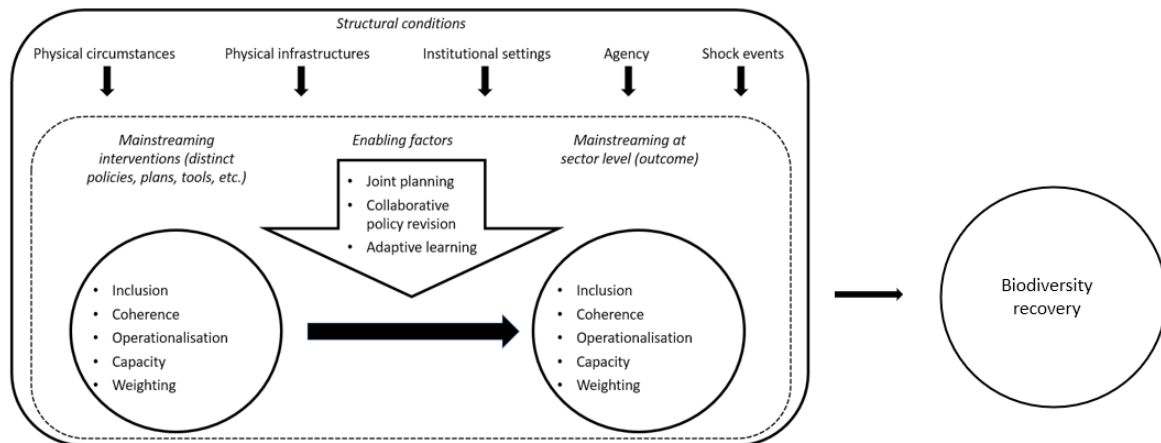 Structural conditions
Physical circumstances
Physical infrastructures
Institutional settings
Agency
Shock events
Mainstreaming
interventions (distinct
policies, plans, tools, etc.)
Enabling factors
Mainstreaming at
sector level (outcome)
• Joint planning
• Collaborative
policy revision
• Adaptive learning
• Inclusion
• Coherence
• Operationalisation
• Capacity
• Weighting
• Inclusion
• Coherence
• Operationalisation
• Capacity
• Weighting
Biodiversity
recovery